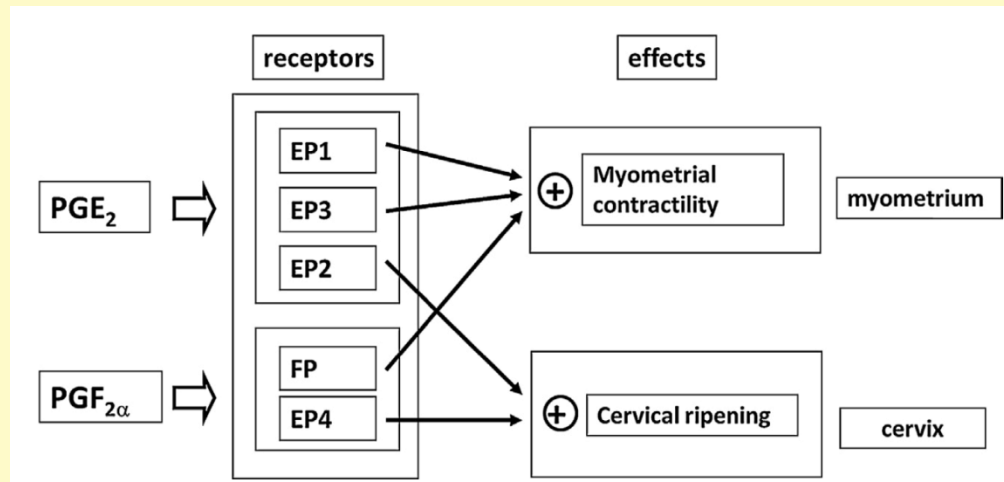 receptors
effects
EP1
EP3
EP2
FP
EP4
PGE₂
PGF₂α
+
Myometrial
contractility
myometrium
+
Cervical ripening
cervix